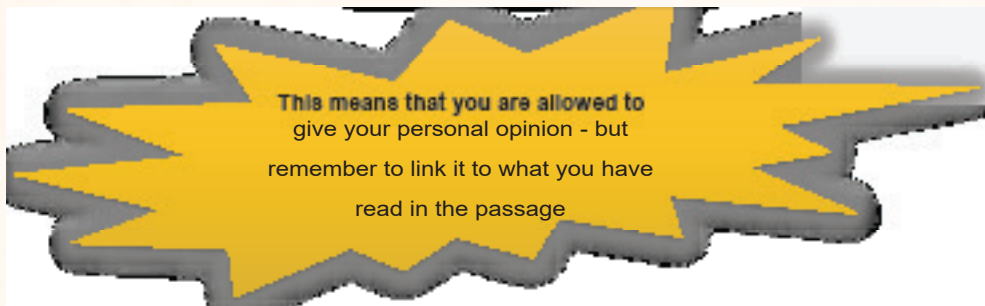 This means that you are allowed to
give your personal opinion - but
remember to link it to what you have
read in the passage